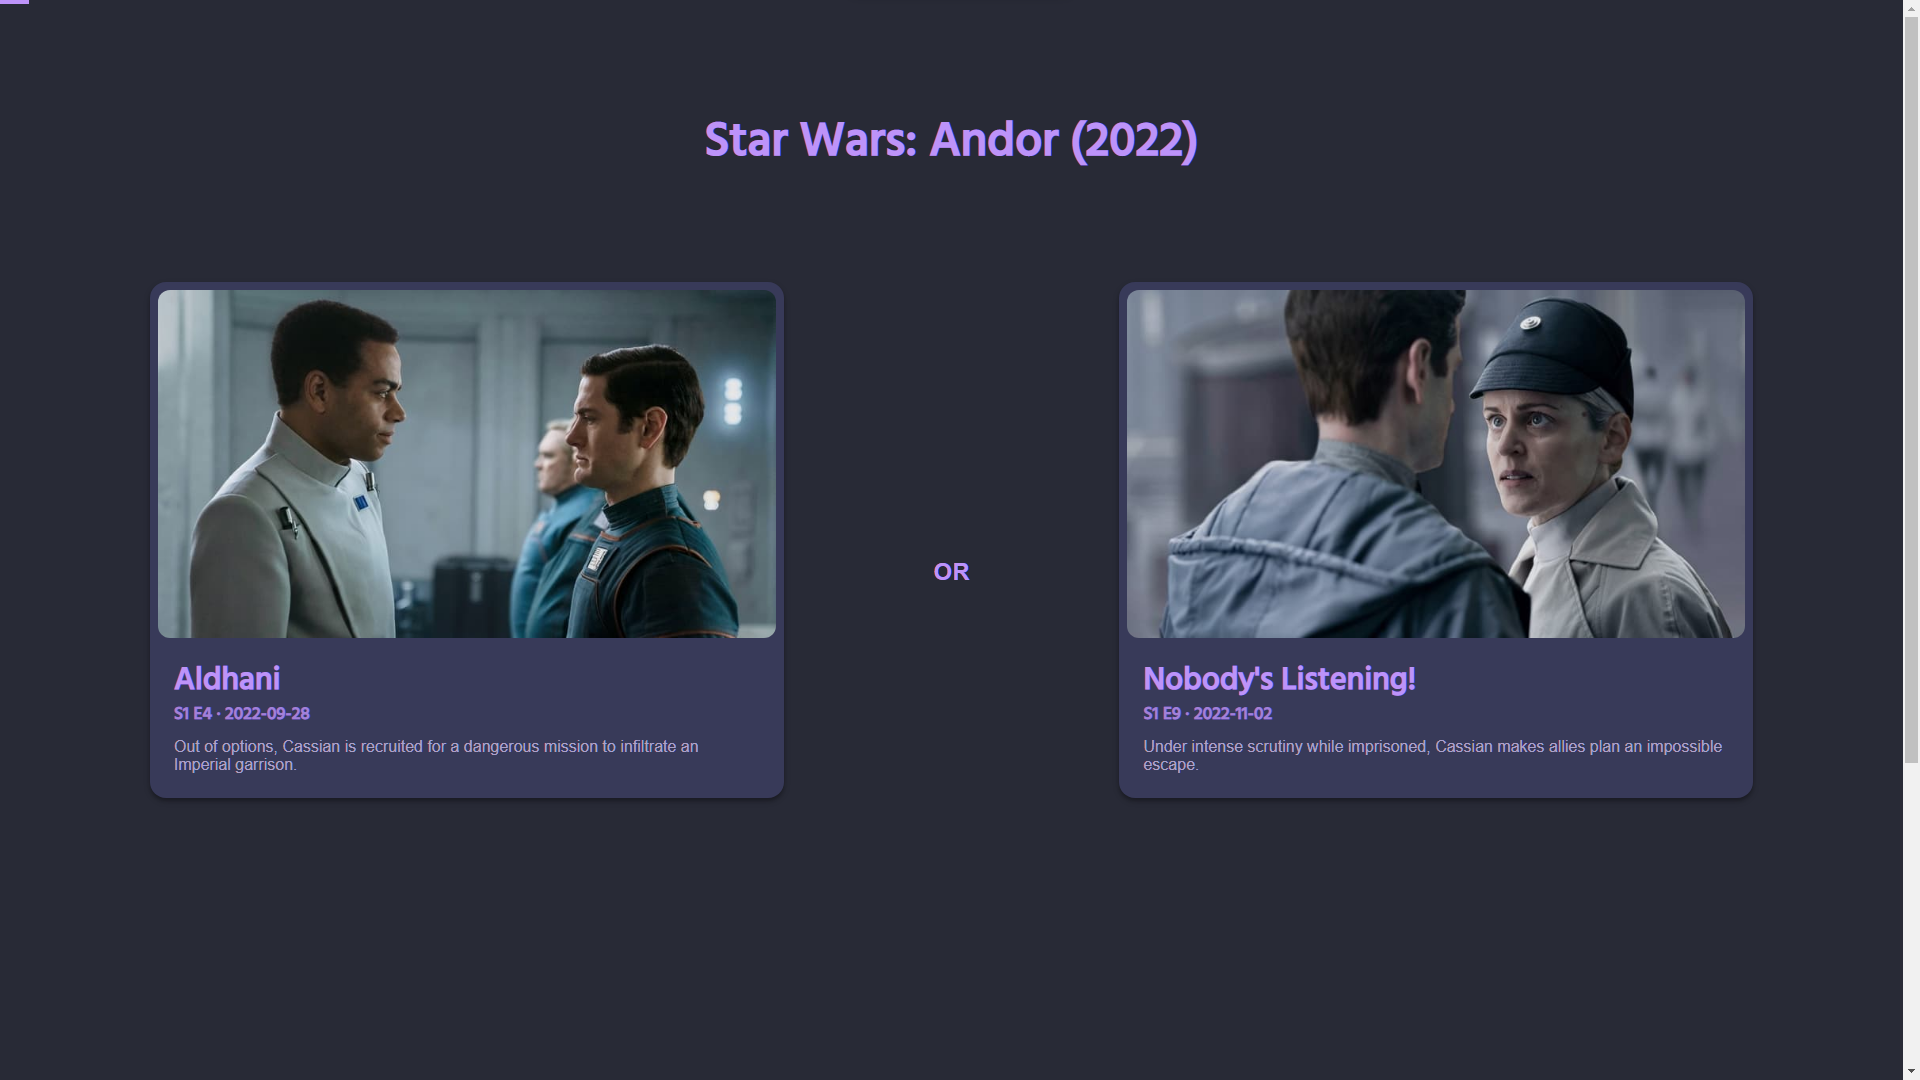 Star Wars: Andor (2022)
Aldhani
S1 E4 · 2022-09-28
Out of options, Cassian is recruited for a dangerous mission to infiltrate an
Imperial garrison.
OR
Nobody's Listening!
S1 E9 · 2022-11-02
Under intense scrutiny while imprisoned, Cassian makes allies plan an impossible
escape.